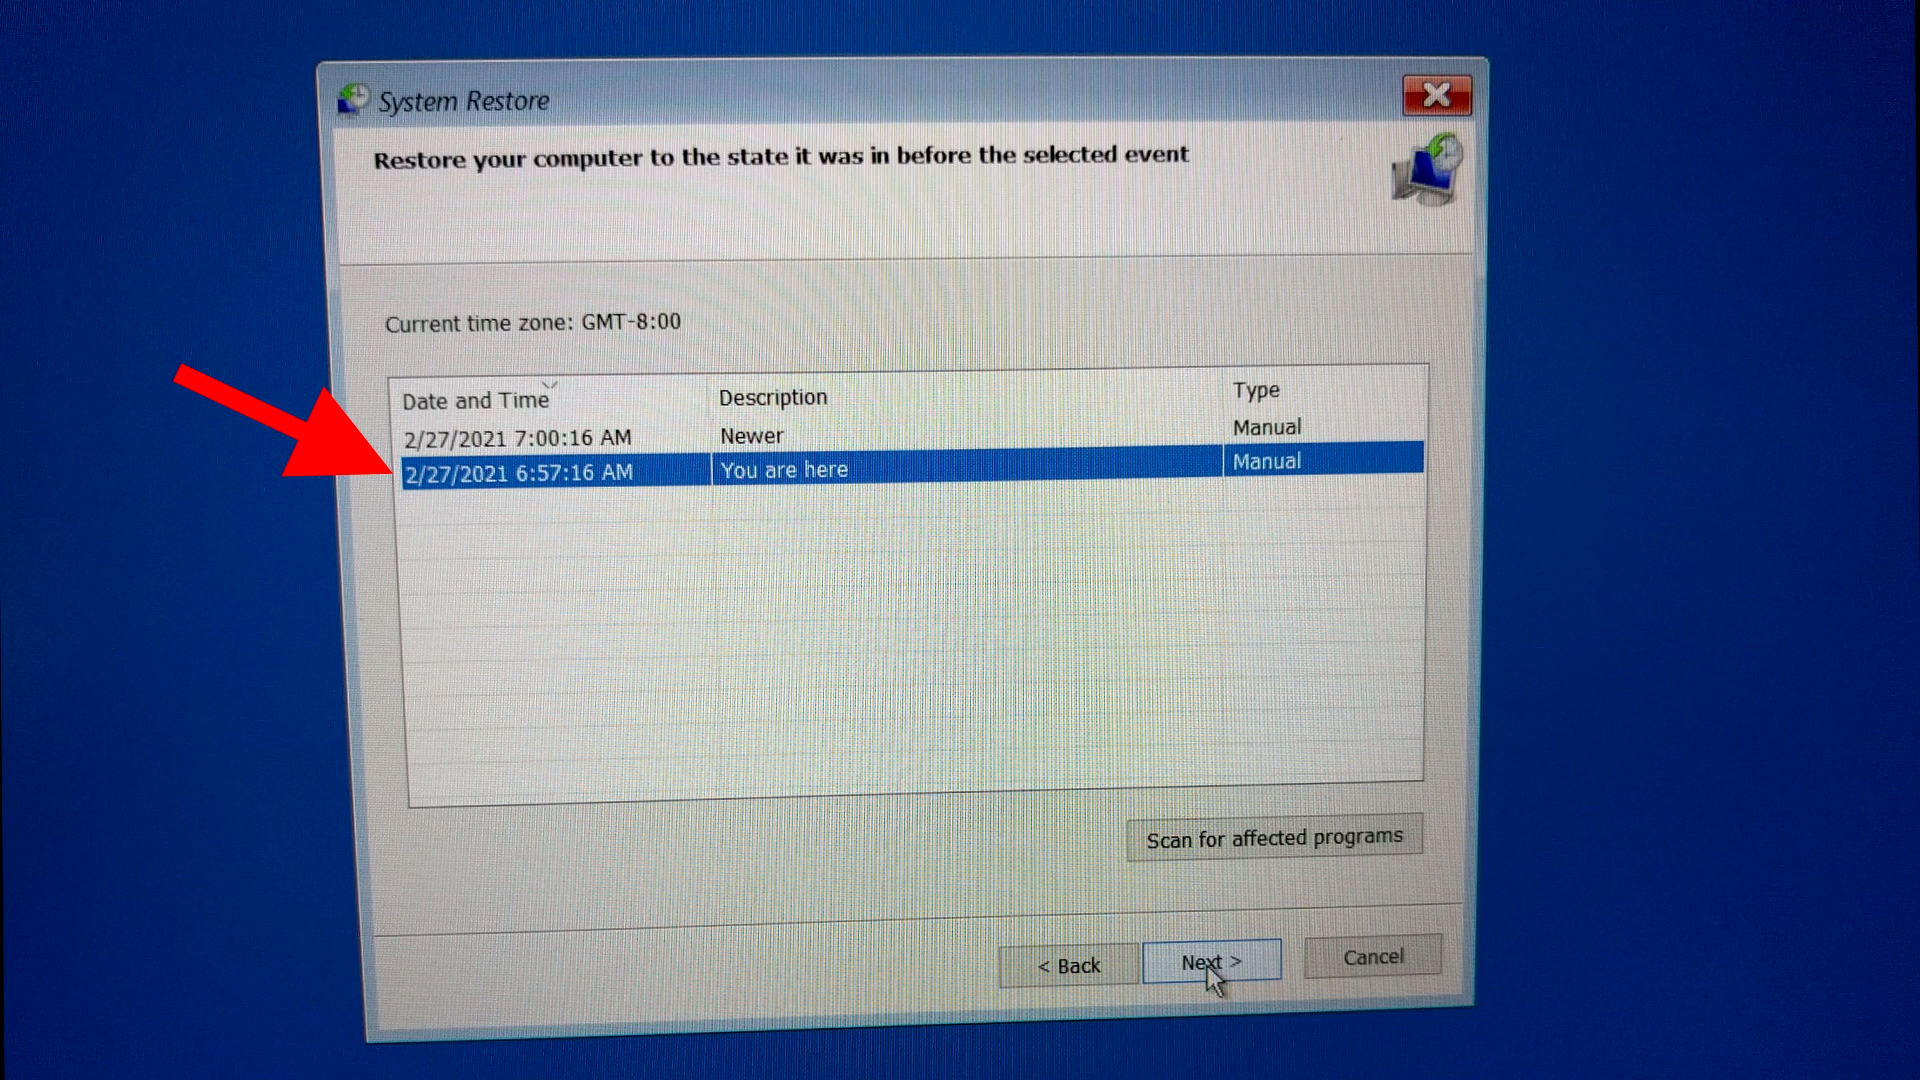 System Restore
Restore your computer to the state it was in before the selected event
Current time zone: GMT-8:00
Date and Time Description Type
2/27/2021 7:00:16 AM Newer Manual
2/27/2021 6:57:16 AM You are here Manual
Scan for affected programs
< Back Next > Cancel